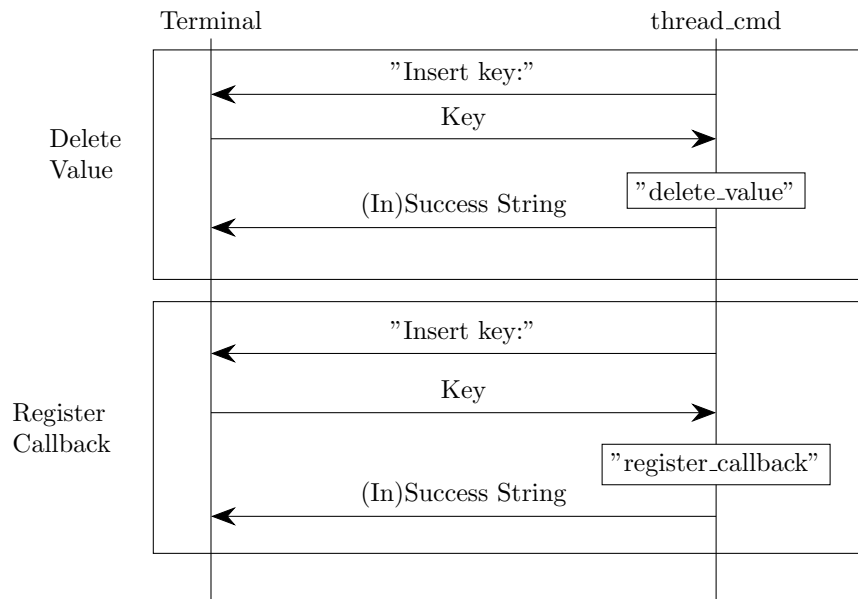 Terminal
thread_cmd
”Insert key:”
Key
Delete
Value
”delete_value”
(In)Success String
”Insert key:”
Key
Register
Callback
”register_callback”
(In)Success String